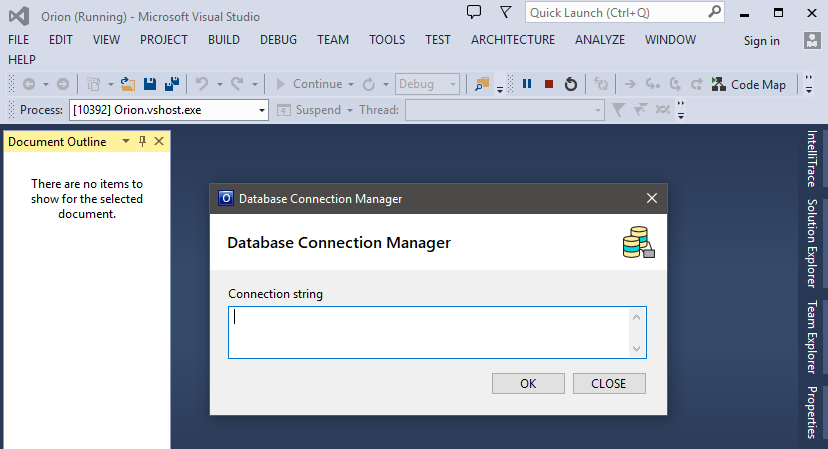 Orion (Running) - Microsoft Visual Studio
Quick Launch (Ctrl+Q)
FILE EDIT VIEW PROJECT BUILD DEBUG TEAM TOOLS TEST ARCHITECTURE ANALYZE WINDOW Sign in
HELP
Continue Debug Code Map
Process: [10392] Orion.vshost.exe Suspend Thread:
Document Outline
There are no items to
show for the selected
document.
Database Connection Manager
Database Connection Manager
Connection string
OK CLOSE
IntelliTrace
Solution Explorer
Team Explorer
Properties